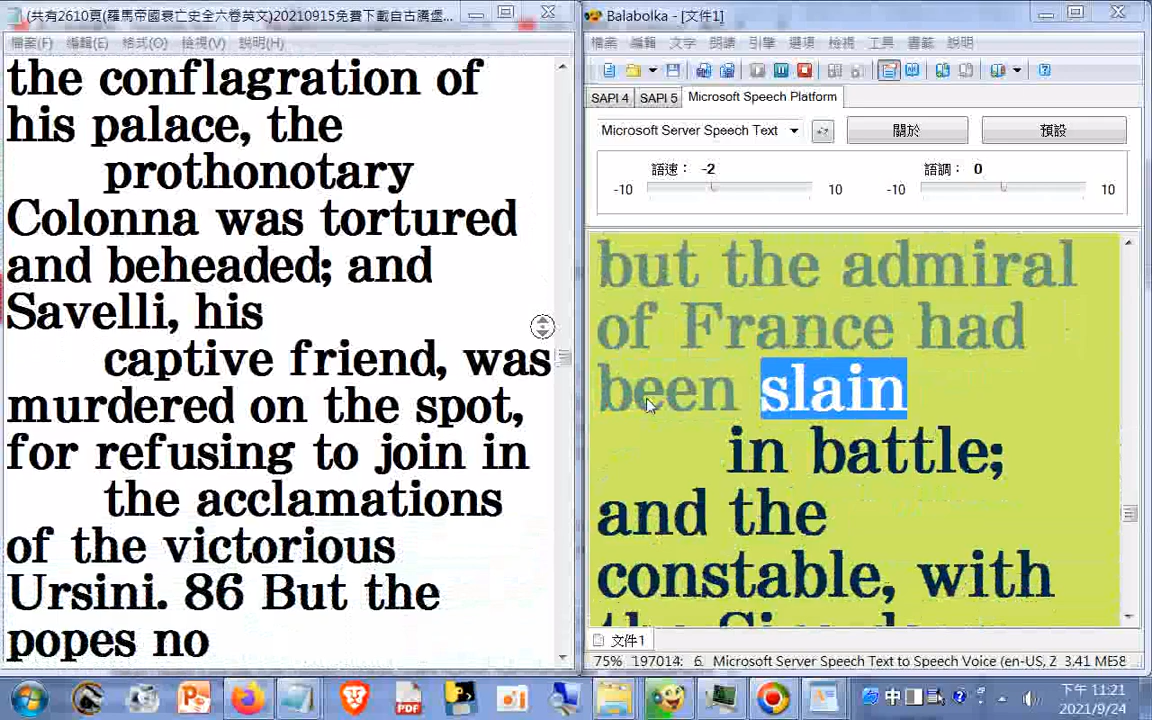 (共有2610頁(羅馬帝國衰亡史全六卷英文)20210915免費下載自古騰堡...
檔案(F) 編輯(E) 格式(O) 檢視(V) 說明(H)
the conflagration of
his palace, the
prothonotary
Colonna was tortured
and beheaded; and
Savelli, his
captive friend, was
murdered on the spot,
for refusing to join in
the acclamations
of the victorious
Ursini. 86 But the
popes no
Balabolka - [文件1]
檔案 編輯 文字 朗讀 引擎 選項 檢視 工具 書籤 說明
SAPI 4 SAPI 5 Microsoft Speech Platform
Microsoft Server Speech Text 關於 預設
語速： -2 語調： 0
-10 10 -10 10
but the admiral
of France had
been slain
in battle;
and the
constable, with
文件1
75% 197014: 6. Microsoft Server Speech Text to Speech Voice (en-US, Z 3,41 ME58
中
下午 11:21
2021/9/24